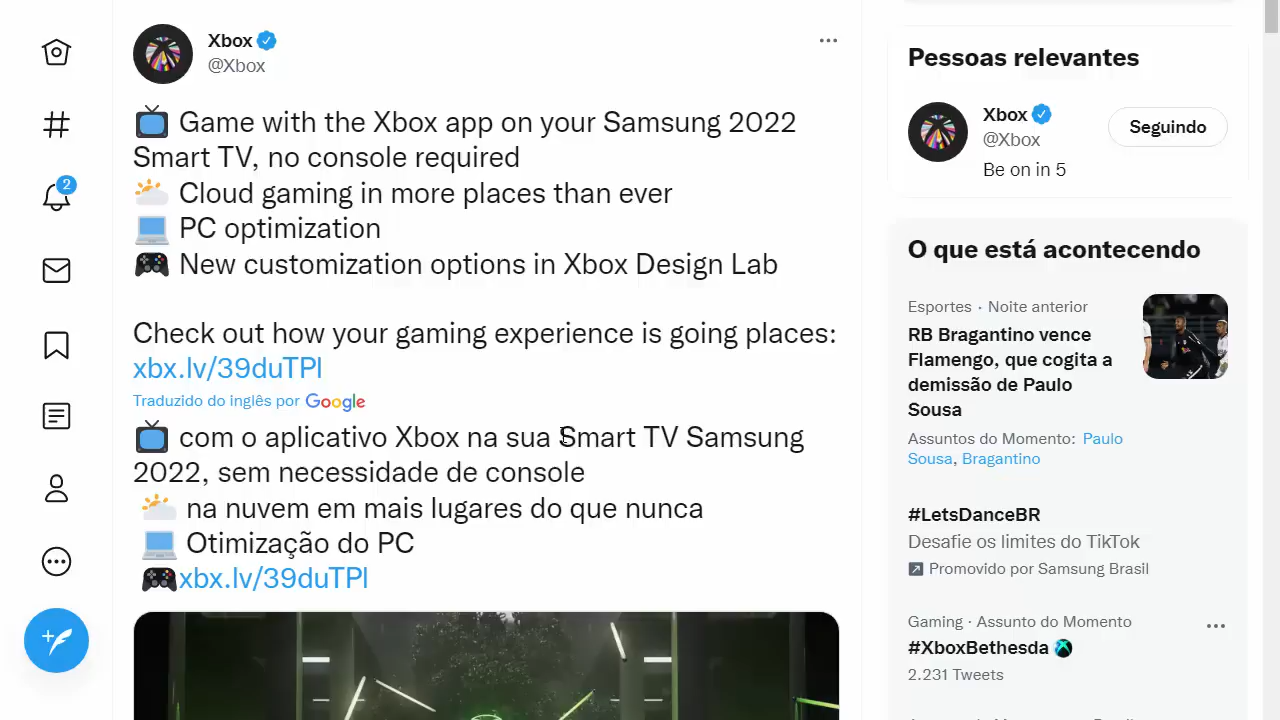 Xbox
@Xbox
Game with the Xbox app on your Samsung 2022
Smart TV, no console required
Cloud gaming in more places than ever
PC optimization
New customization options in Xbox Design Lab
Check out how your gaming experience is going places:
xbx.lv/39duTPl
Traduzido do inglês por Google
com o aplicativo Xbox na sua Smart TV Samsung
2022, sem necessidade de console
na nuvem em mais lugares do que nunca
Otimização do PC
xbx.lv/39duTPl
2
Pessoas relevantes
Xbox
@Xbox
Seguindo
Be on in 5
O que está acontecendo
Esportes · Noite anterior
RB Bragantino vence
Flamengo, que cogita a
demissão de Paulo
Sousa
Assuntos do Momento: Paulo
Sousa, Bragantino
#LetsDanceBR
Desafie os limites do TikTok
Promovido por Samsung Brasil
Gaming · Assunto do Momento
#XboxBethesda
2.231 Tweets